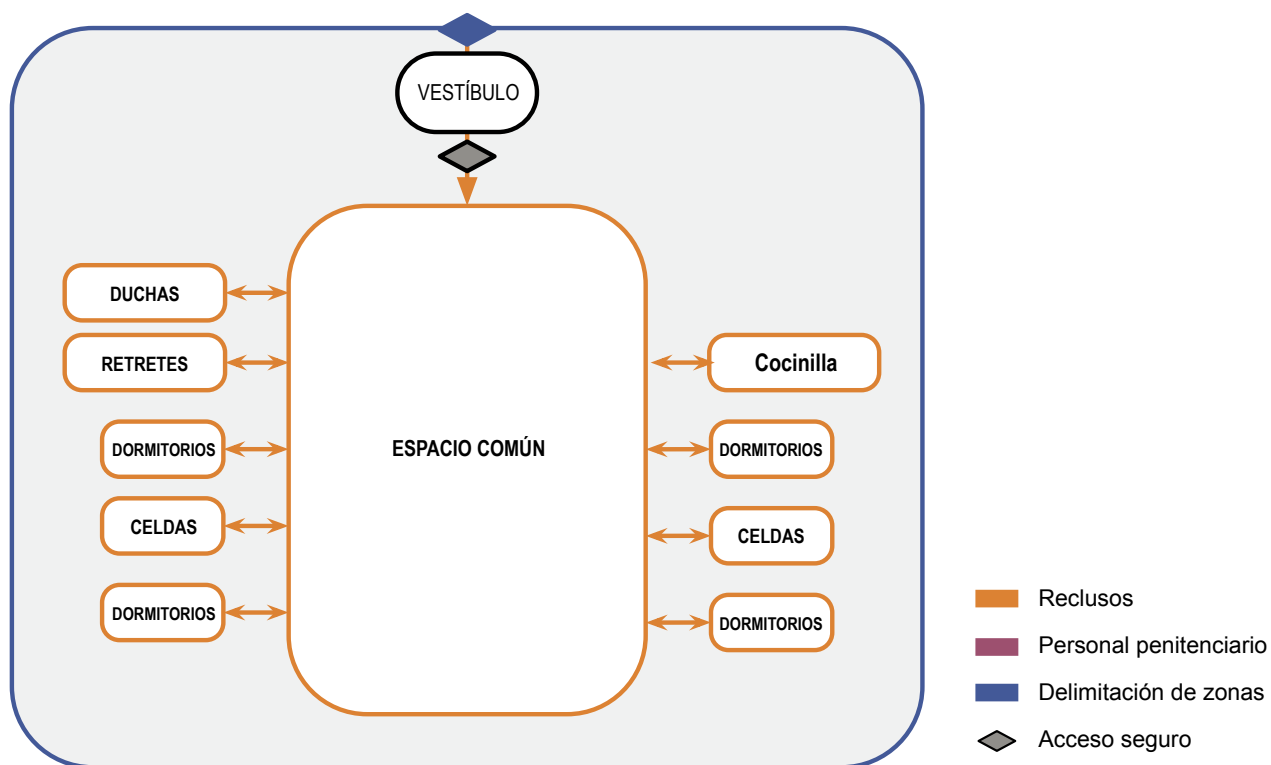 VESTÍBULO
DUCHAS
RETRETES
Cocinilla
DORMITORIOS
ESPACIO COMÚN
DORMITORIOS
CELDAS
CELDAS
DORMITORIOS
DORMITORIOS
Reclusos
Personal penitenciario
Delimitación de zonas
Acceso seguro